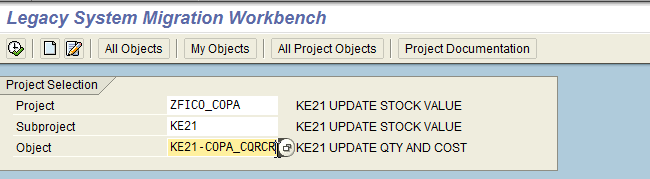 Legacy System Migration Workbench
All Objects My Objects All Project Objects Project Documentation
Project Selection
Project ZFICO_COPA KE21 UPDATE STOCK VALUE
Subproject KE21 KE21 UPDATE STOCK VALUE
Object KE21-COPA_CQRCR KE21 UPDATE QTY AND COST